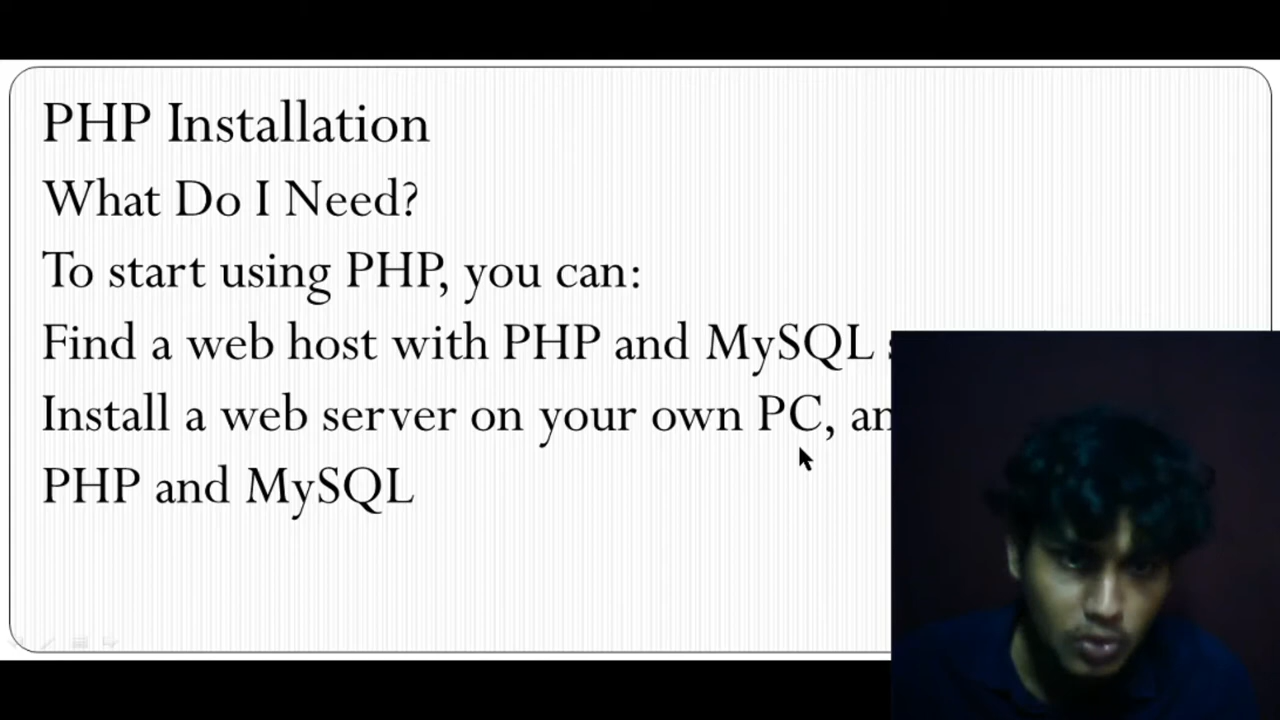 PHP Installation
What Do I Need?
To start using PHP, you can:
Find a web host with PHP and MySQL
Install a web server on your own PC,
PHP and MySQL